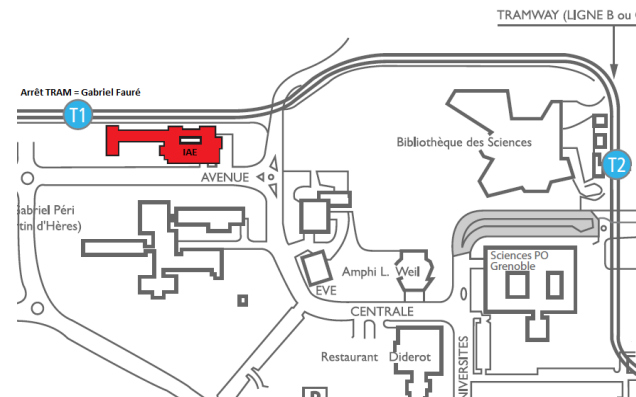 TRAMWAY (LIGNE B ou
Arrêt TRAM = Gabriel Fauré
T1
IAE
Bibliothèque des Sciences
T2
AVENUE
Gabriel Péri
tin d'Hères)
Sciences PO
Grenoble
Amphi L. Weil
EVE
CENTRALE
Restaurant Diderot
NIVERSITES
P